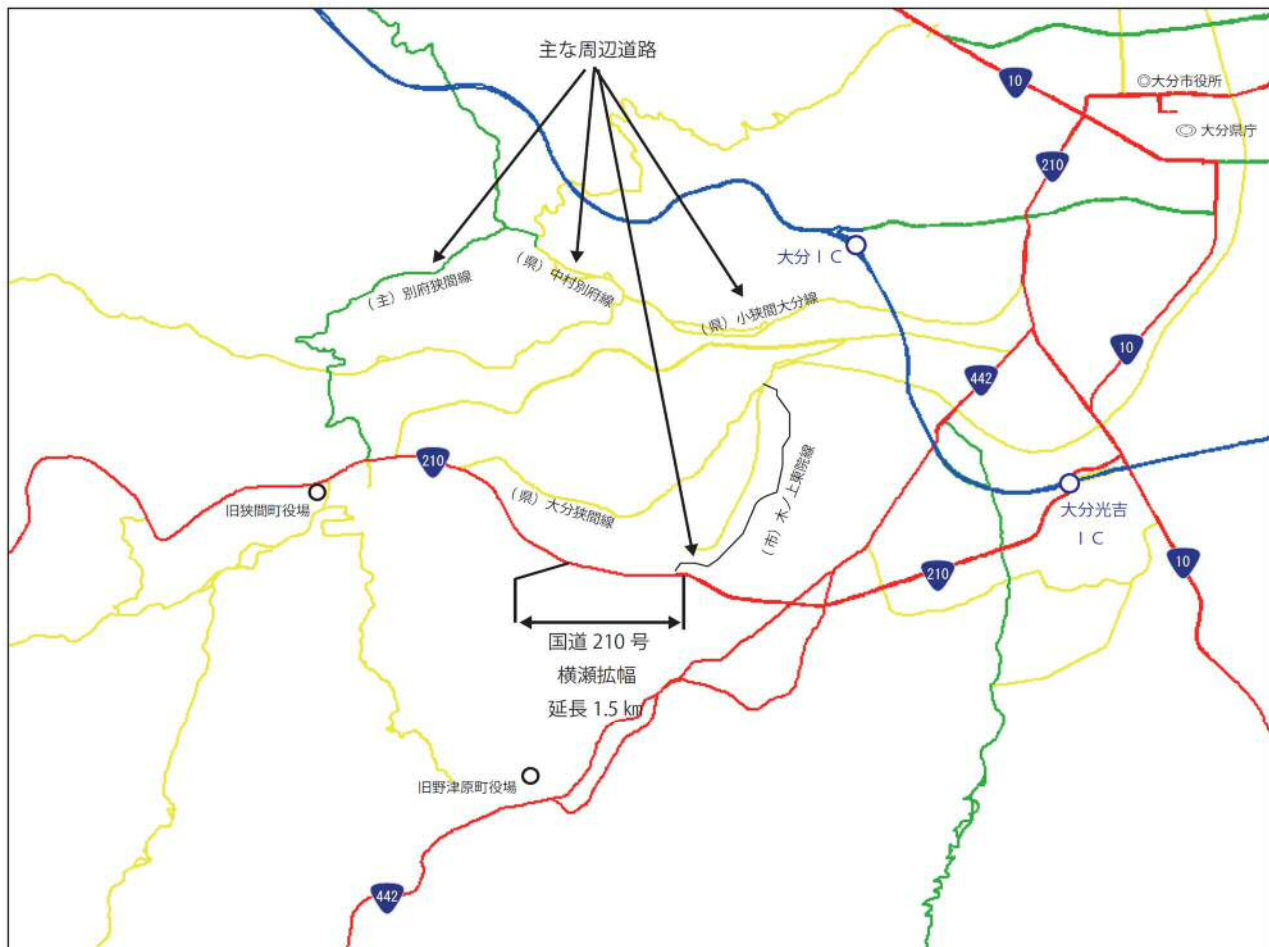 主な周辺道路
10
◎大分市役所
◎ 大分県庁
210
大分ＩＣ
（主）別府狭間線
（県）中村別府線
（県）小狭間大分線
10
442
210
旧狭間町役場
（県）大分狭間線
（市）木ノ上東院線
大分光吉
ＩＣ
210
10
国道 210 号
横瀬拡幅
延長 1.5 ㎞
旧野津原町役場
442